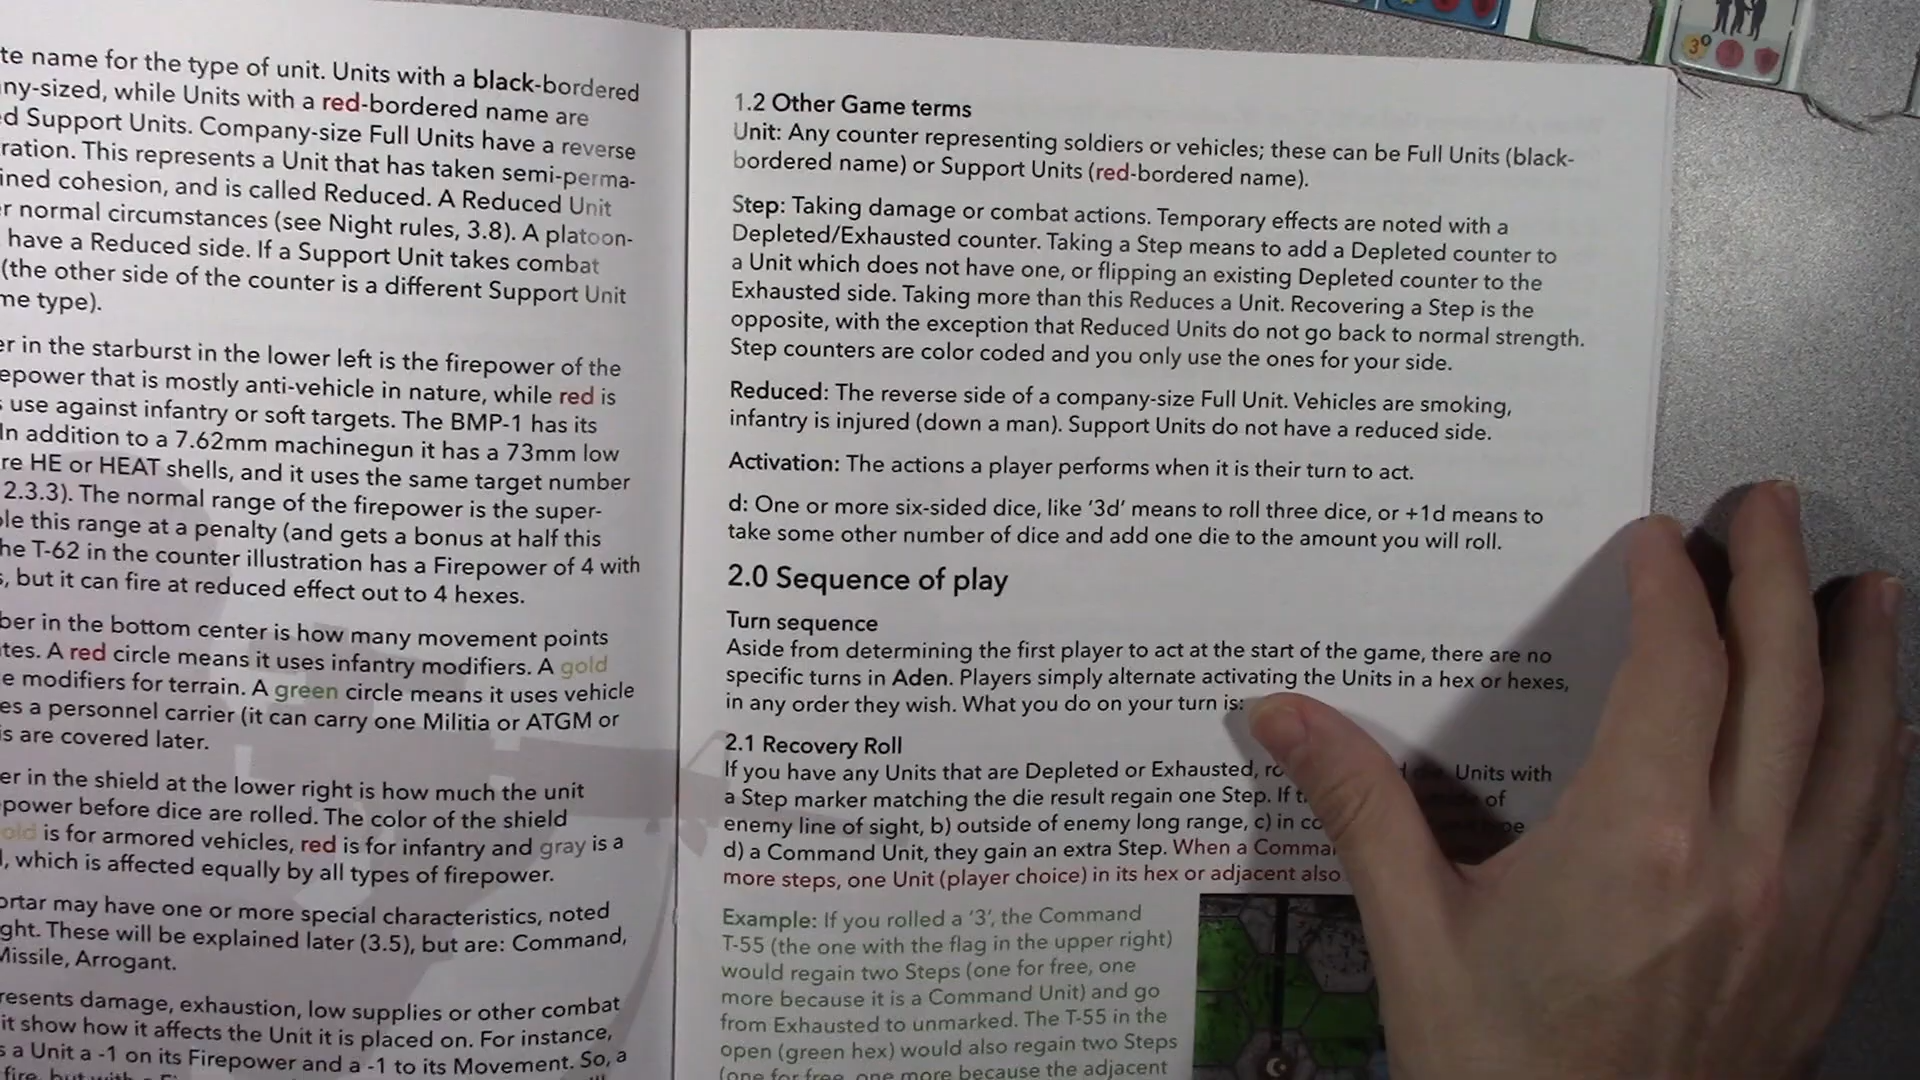 te name for the type of unit. Units with a black-bordered
ny-sized, while Units with a red-bordered name are
d Support Units. Company-size Full Units have a reverse
ration. This represents a Unit that has taken semi-perma-
ined cohesion, and is called Reduced. A Reduced Unit
r normal circumstances (see Night rules, 3.8). A platoon-
have a Reduced side. If a Support Unit takes combat
(the other side of the counter is a different Support Unit
me type).
er in the starburst in the lower left is the firepower of the
epower that is mostly anti-vehicle in nature, while red is
s use against infantry or soft targets. The BMP-1 has its
In addition to a 7.62mm machinegun it has a 73mm low
re HE or HEAT shells, and it uses the same target number
2.3.3). The normal range of the firepower is the super-
le this range at a penalty (and gets a bonus at half this
he T-62 in the counter illustration has a Firepower of 4 with
s, but it can fire at reduced effect out to 4 hexes.
ber in the bottom center is how many movement points
tes. A red circle means it uses infantry modifiers. A gold
e modifiers for terrain. A green circle means it uses vehicle
es a personnel carrier (it can carry one Militia or ATGM or
is are covered later.
er in the shield at the lower right is how much the unit
power before dice are rolled. The color of the shield
old is for armored vehicles, red is for infantry and gray is a
l, which is affected equally by all types of firepower.
ortar may have one or more special characteristics, noted
ght. These will be explained later (3.5), but are: Command,
Missile, Arrogant.
resents damage, exhaustion, low supplies or other combat
it show how it affects the Unit it is placed on. For instance,
s a Unit a -1 on its Firepower and a -1 to its Movement. So, a
1.2 Other Game terms
Unit: Any counter representing soldiers or vehicles; these can be Full Units (black-
bordered name) or Support Units (red-bordered name).
Step: Taking damage or combat actions. Temporary effects are noted with a
Depleted/Exhausted counter. Taking a Step means to add a Depleted counter to
a Unit which does not have one, or flipping an existing Depleted counter to the
Exhausted side. Taking more than this Reduces a Unit. Recovering a Step is the
opposite, with the exception that Reduced Units do not go back to normal strength.
Step counters are color coded and you only use the ones for your side.
Reduced: The reverse side of a company-size Full Unit. Vehicles are smoking,
infantry is injured (down a man). Support Units do not have a reduced side.
Activation: The actions a player performs when it is their turn to act.
d: One or more six-sided dice, like '3d' means to roll three dice, or +1d means to
take some other number of dice and add one die to the amount you will roll.
2.0 Sequence of play
Turn sequence
Aside from determining the first player to act at the start of the game, there are no
specific turns in Aden. Players simply alternate activating the Units in a hex or hexes,
in any order they wish. What you do on your turn is:
2.1 Recovery Roll
If you have any Units that are Depleted or Exhausted, Units with
a Step marker matching the die result regain one Step. If of
enemy line of sight, b) outside of enemy long range, c) in
d) a Command Unit, they gain an extra Step. When a
more steps, one Unit (player choice) in its hex or adjacent also
Example: If you rolled a '3', the Command
T-55 (the one with the flag in the upper right)
would regain two Steps (one for free, one
more because it is a Command Unit) and go
from Exhausted to unmarked. The T-55 in the
open (green hex) would also regain two Steps
(one for free, one more because the adjacent